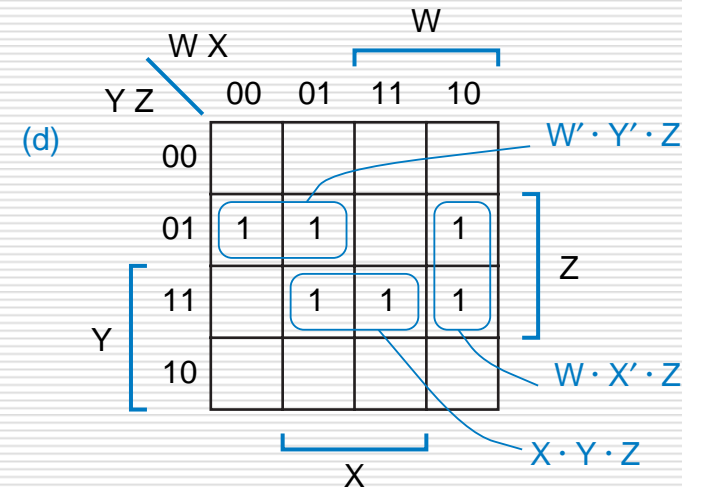 W
W X
Y Z
00 01 11 10
(d)
W′ · Y′ · Z
00
01 1 1 1
Z
11 1 1 1
Y
10
W · X′ · Z
X · Y · Z
X